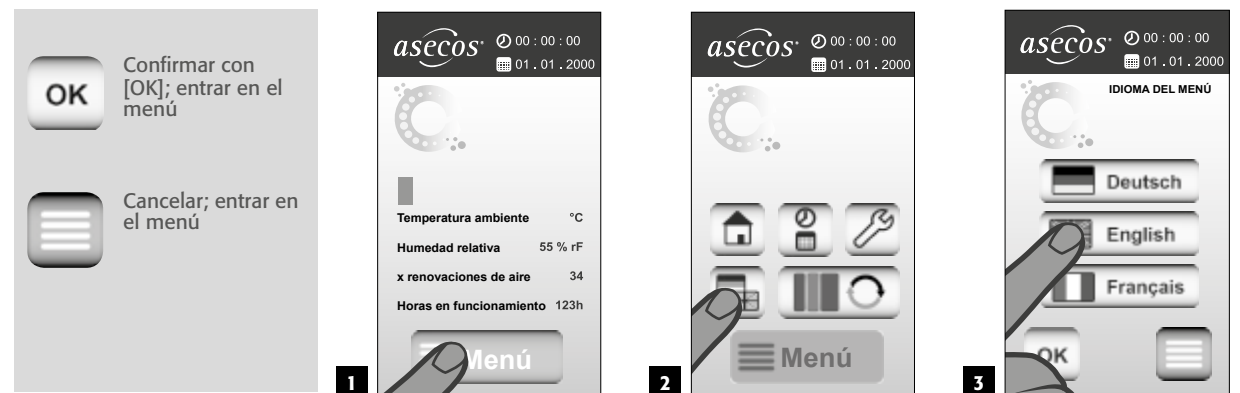 OK
Confirmar con
[OK]; entrar en el
menú
Cancelar; entrar en
el menú
1
asecos
00 : 00 : 00
01 . 01 . 2000
Temperatura ambiente °C
Humedad relativa 55 % rF
x renovaciones de aire 34
Horas en funcionamiento 123h
Menú
2
asecos
00 : 00 : 00
01 . 01 . 2000
Menú
3
asecos
00 : 00 : 00
01 . 01 . 2000
IDIOMA DEL MENÚ
Deutsch
English
Français
OK